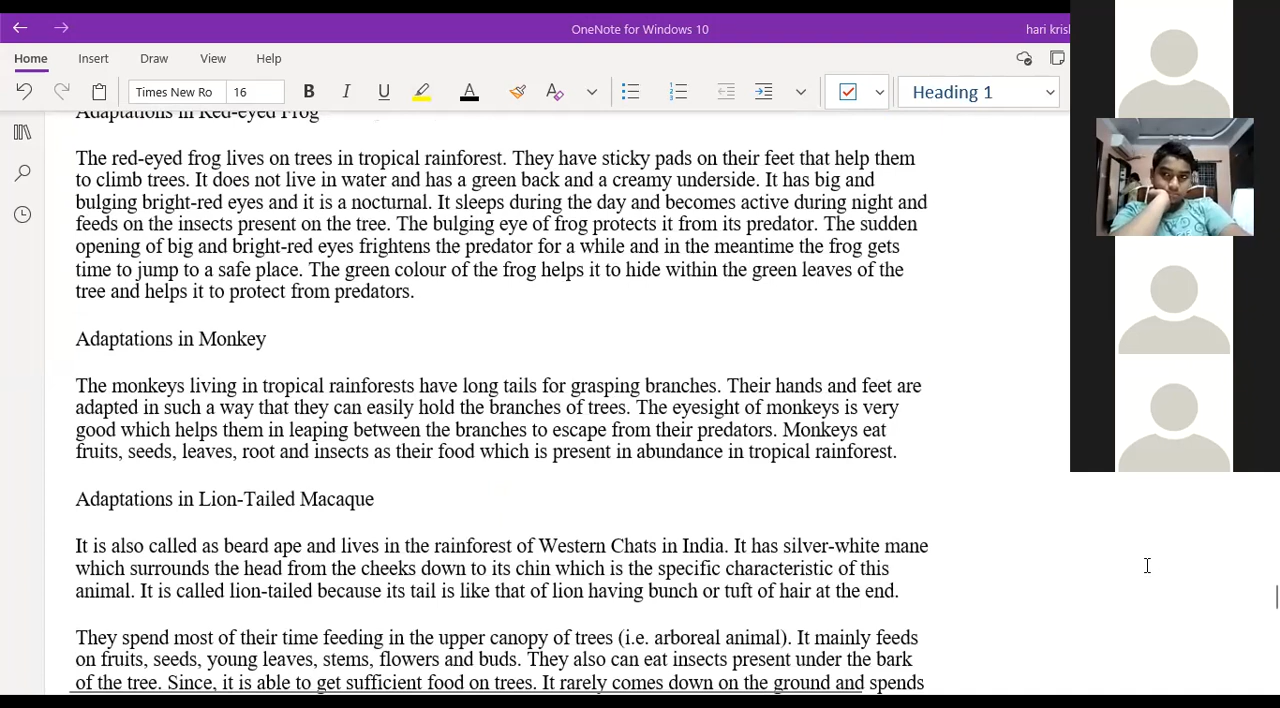 OneNote for Windows 10
hari krish
Home Insert Draw View Help
Times New Ro 16 B I U A Heading 1
Adaptations in Red-eyed Frog
The red-eyed frog lives on trees in tropical rainforest. They have sticky pads on their feet that help them
to climb trees. It does not live in water and has a green back and a creamy underside. It has big and
bulging bright-red eyes and it is a nocturnal. It sleeps during the day and becomes active during night and
feeds on the insects present on the tree. The bulging eye of frog protects it from its predator. The sudden
opening of big and bright-red eyes frightens the predator for a while and in the meantime the frog gets
time to jump to a safe place. The green colour of the frog helps it to hide within the green leaves of the
tree and helps it to protect from predators.
Adaptations in Monkey
The monkeys living in tropical rainforests have long tails for grasping branches. Their hands and feet are
adapted in such a way that they can easily hold the branches of trees. The eyesight of monkeys is very
good which helps them in leaping between the branches to escape from their predators. Monkeys eat
fruits, seeds, leaves, root and insects as their food which is present in abundance in tropical rainforest.
Adaptations in Lion-Tailed Macaque
It is also called as beard ape and lives in the rainforest of Western Chats in India. It has silver-white mane
which surrounds the head from the cheeks down to its chin which is the specific characteristic of this
animal. It is called lion-tailed because its tail is like that of lion having bunch or tuft of hair at the end.
They spend most of their time feeding in the upper canopy of trees (i.e. arboreal animal). It mainly feeds
on fruits, seeds, young leaves, stems, flowers and buds. They also can eat insects present under the bark
of the tree. Since, it is able to get sufficient food on trees. It rarely comes down on the ground and spends